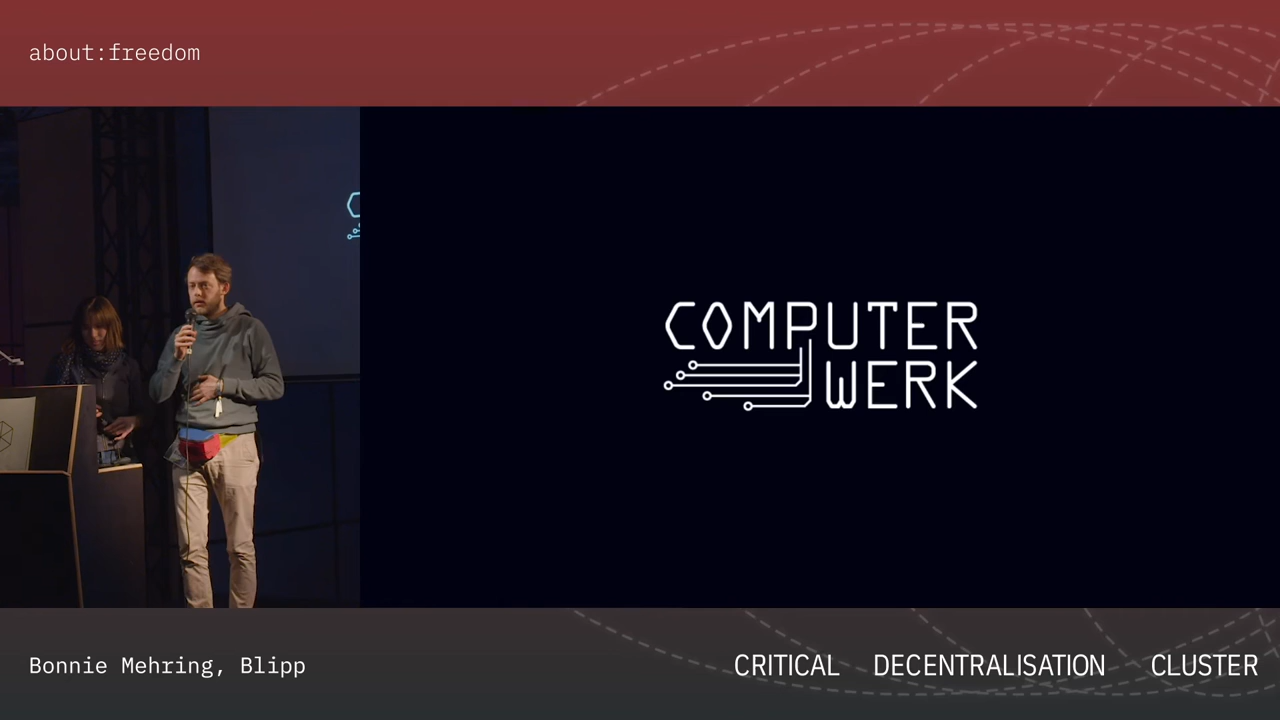 about:freedom
COMPUTER
WERK
Bonnie Mehring, Blipp
CRITICAL DECENTRALISATION CLUSTER